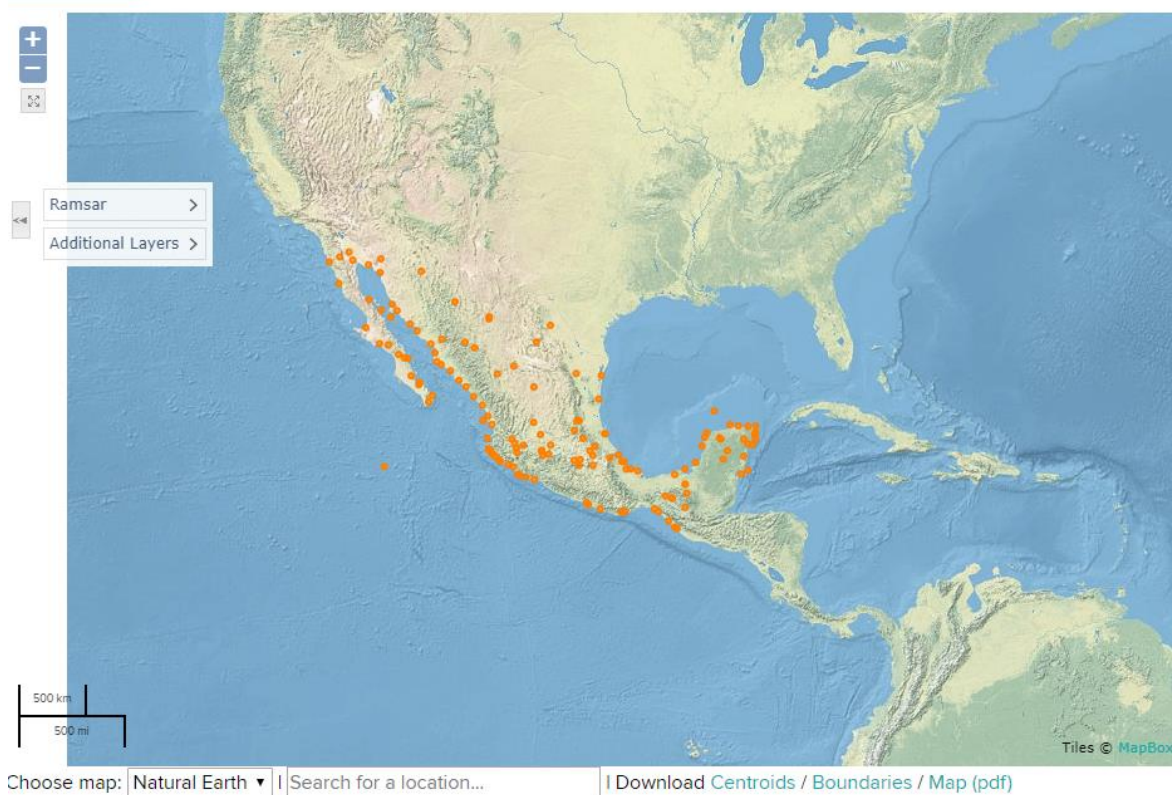 +
−
<◄
Ramsar >
Additional Layers >
500 km
500 mi
Tiles © MapBox
Choose map: Natural Earth ▾ | Search for a location... | Download Centroids / Boundaries / Map (pdf)